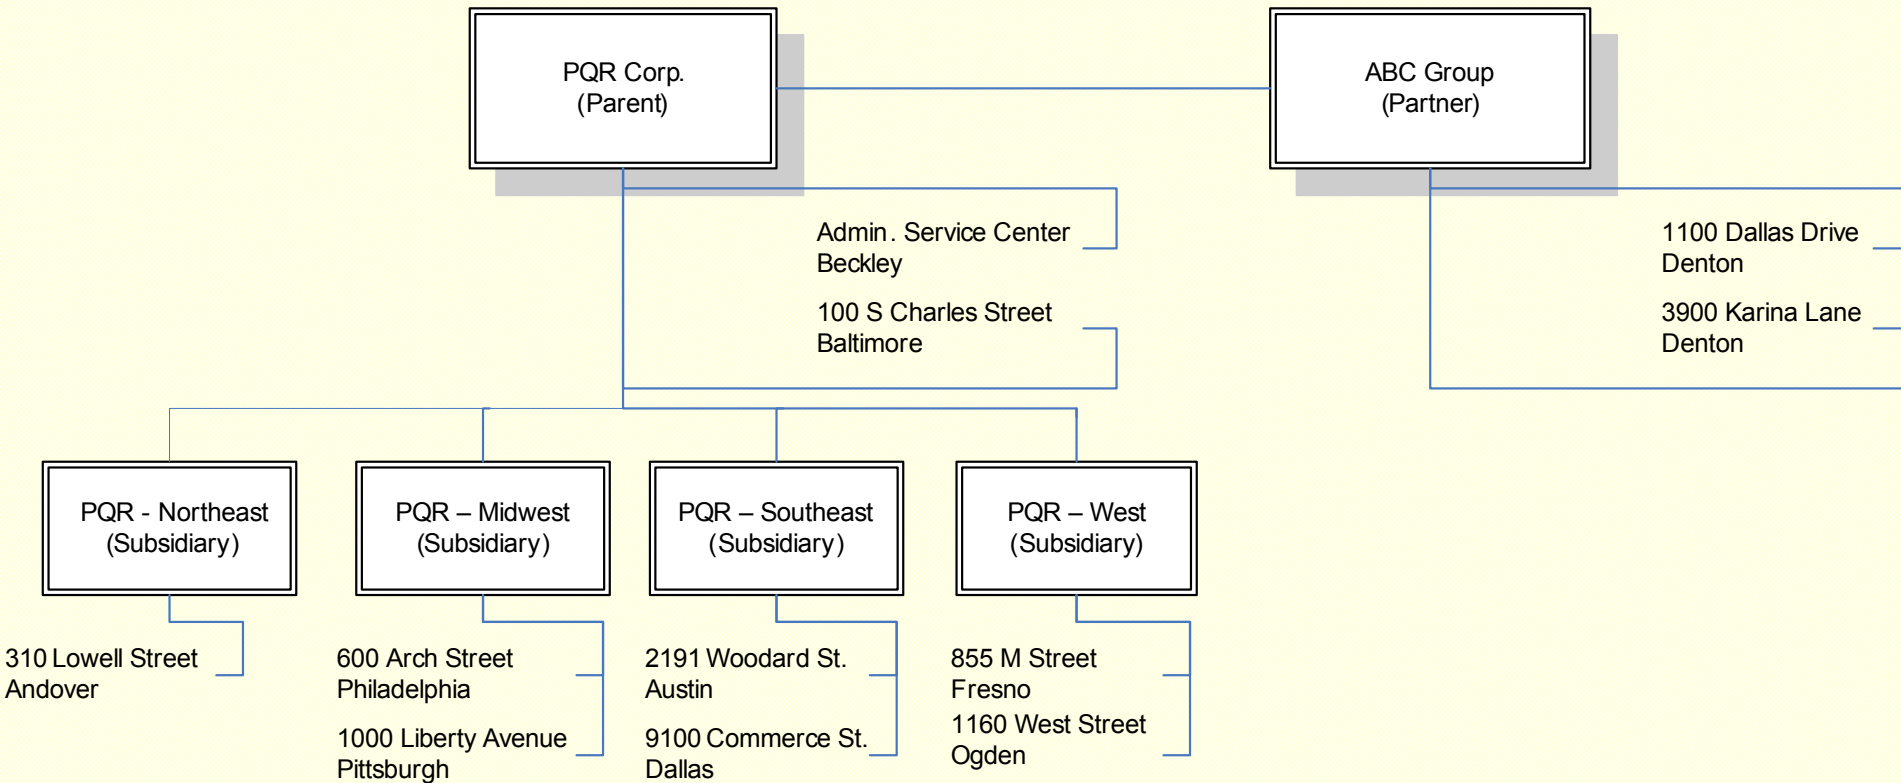 PQR Corp.
(Parent)
ABC Group
(Partner)
Admin. Service Center
Beckley
100 S Charles Street
Baltimore
1100 Dallas Drive
Denton
3900 Karina Lane
Denton
PQR - Northeast
(Subsidiary)
PQR – Midwest
(Subsidiary)
PQR – Southeast
(Subsidiary)
PQR – West
(Subsidiary)
310 Lowell Street
Andover
600 Arch Street
Philadelphia
1000 Liberty Avenue
Pittsburgh
2191 Woodard St.
Austin
9100 Commerce St.
Dallas
855 M Street
Fresno
1160 West Street
Ogden